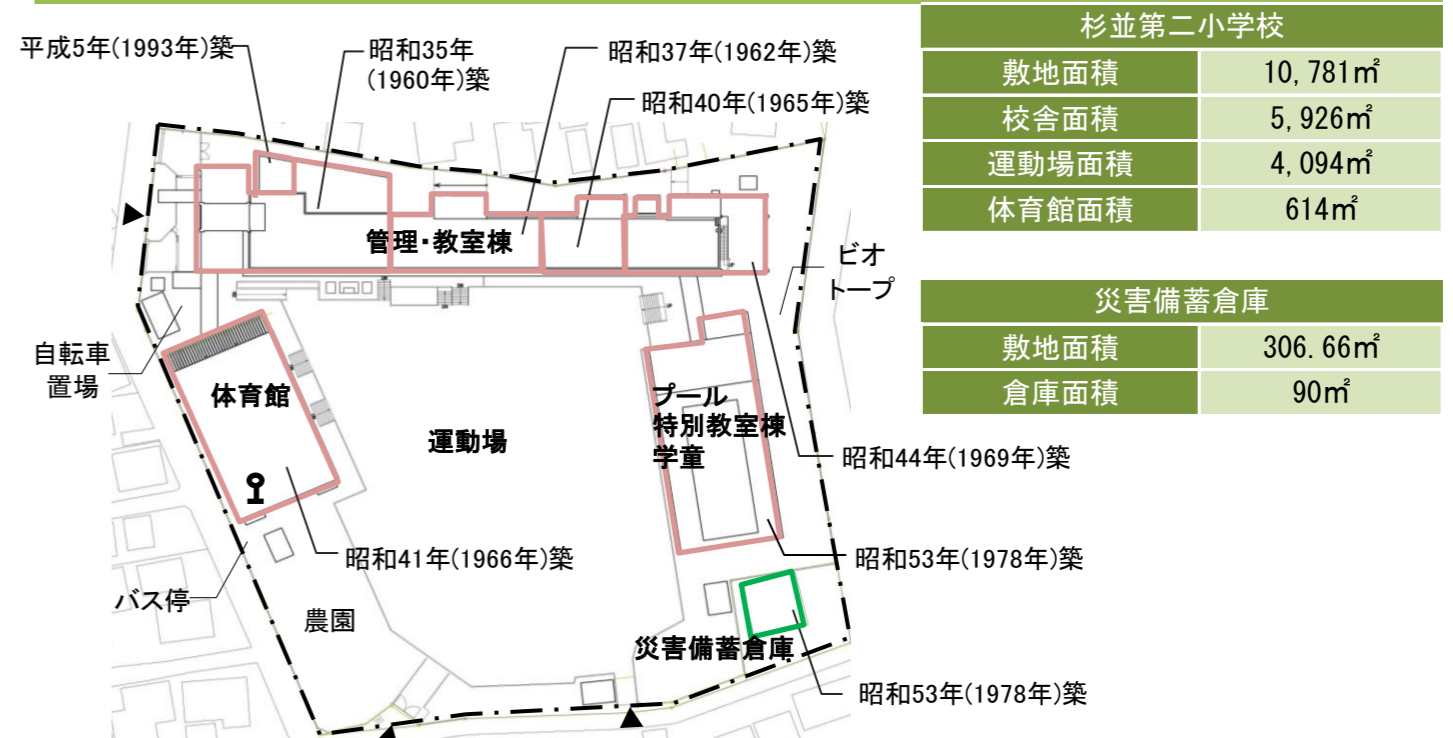 平成5年(1993年)築
昭和35年
(1960年)築
昭和37年(1962年)築
昭和40年(1965年)築
管理・教室棟
ビオ
トープ
自転車
置場
体育館
運動場
プール
特別教室棟
学童
昭和44年(1969年)築
昭和41年(1966年)築
昭和53年(1978年)築
バス停
農園
災害備蓄倉庫
昭和53年(1978年)築
杉並第二小学校
敷地面積 10,781㎡
校舎面積 5,926㎡
運動場面積 4,094㎡
体育館面積 614㎡
災害備蓄倉庫
敷地面積 306.66㎡
倉庫面積 90㎡